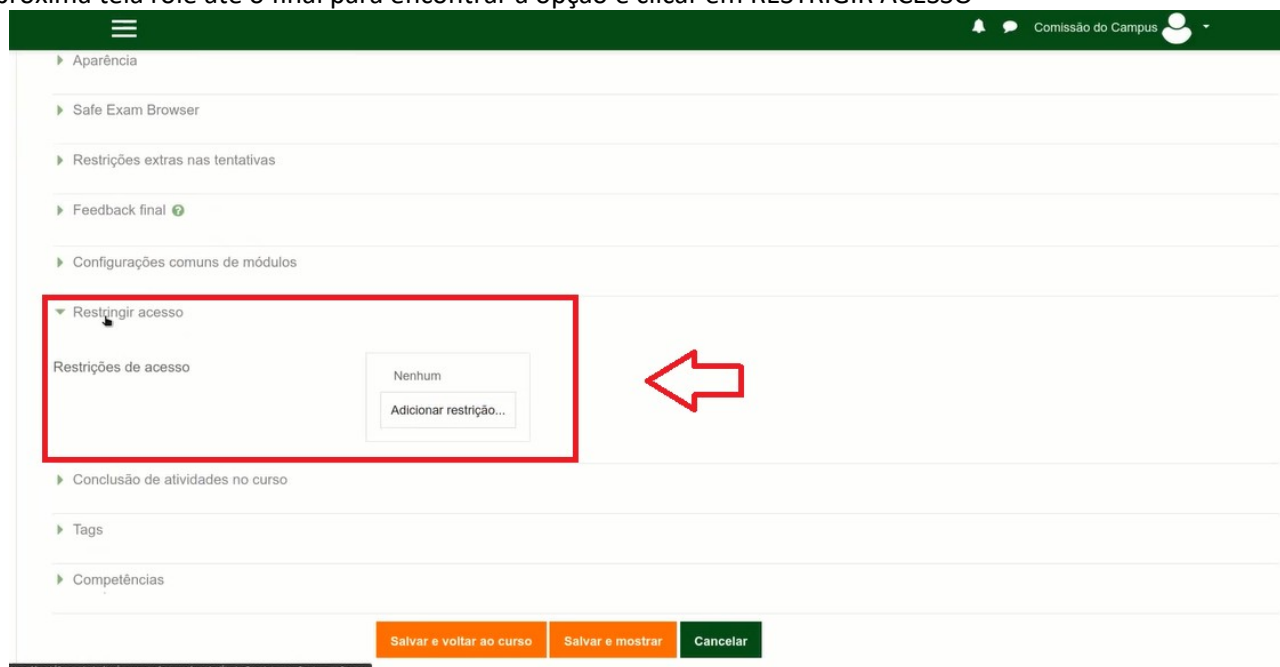 próxima tela role até o final para encontrar a opção e clicar em RESTRIGIR ACESSO
Comissão do Campus
Aparência
Safe Exam Browser
Restrições extras nas tentativas
Feedback final
Configurações comuns de módulos
Restringir acesso
Restrições de acesso
Nenhum
Adicionar restrição...
Conclusão de atividades no curso
Tags
Competências
Salvar e voltar ao curso Salvar e mostrar Cancelar